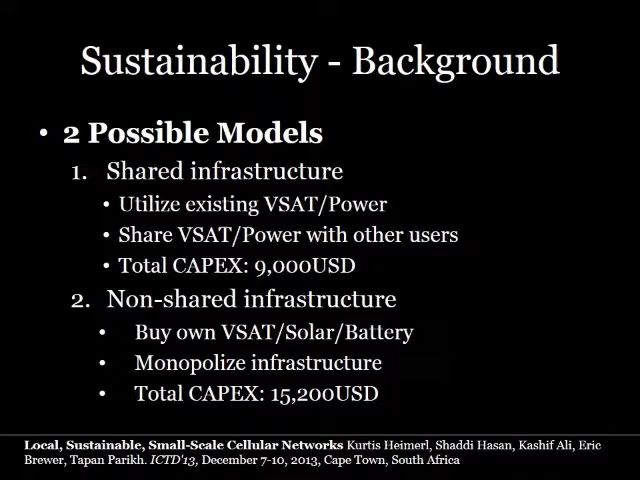 Sustainability - Background
• 2 Possible Models
1. Shared infrastructure
• Utilize existing VSAT/Power
• Share VSAT/Power with other users
• Total CAPEX: 9,000USD
2. Non-shared infrastructure
• Buy own VSAT/Solar/Battery
• Monopolize infrastructure
• Total CAPEX: 15,200USD
Local, Sustainable, Small-Scale Cellular Networks Kurtis Heimerl, Shaddi Hasan, Kashif Ali, Eric
Brewer, Tapan Parikh. ICTD'13, December 7-10, 2013, Cape Town, South Africa